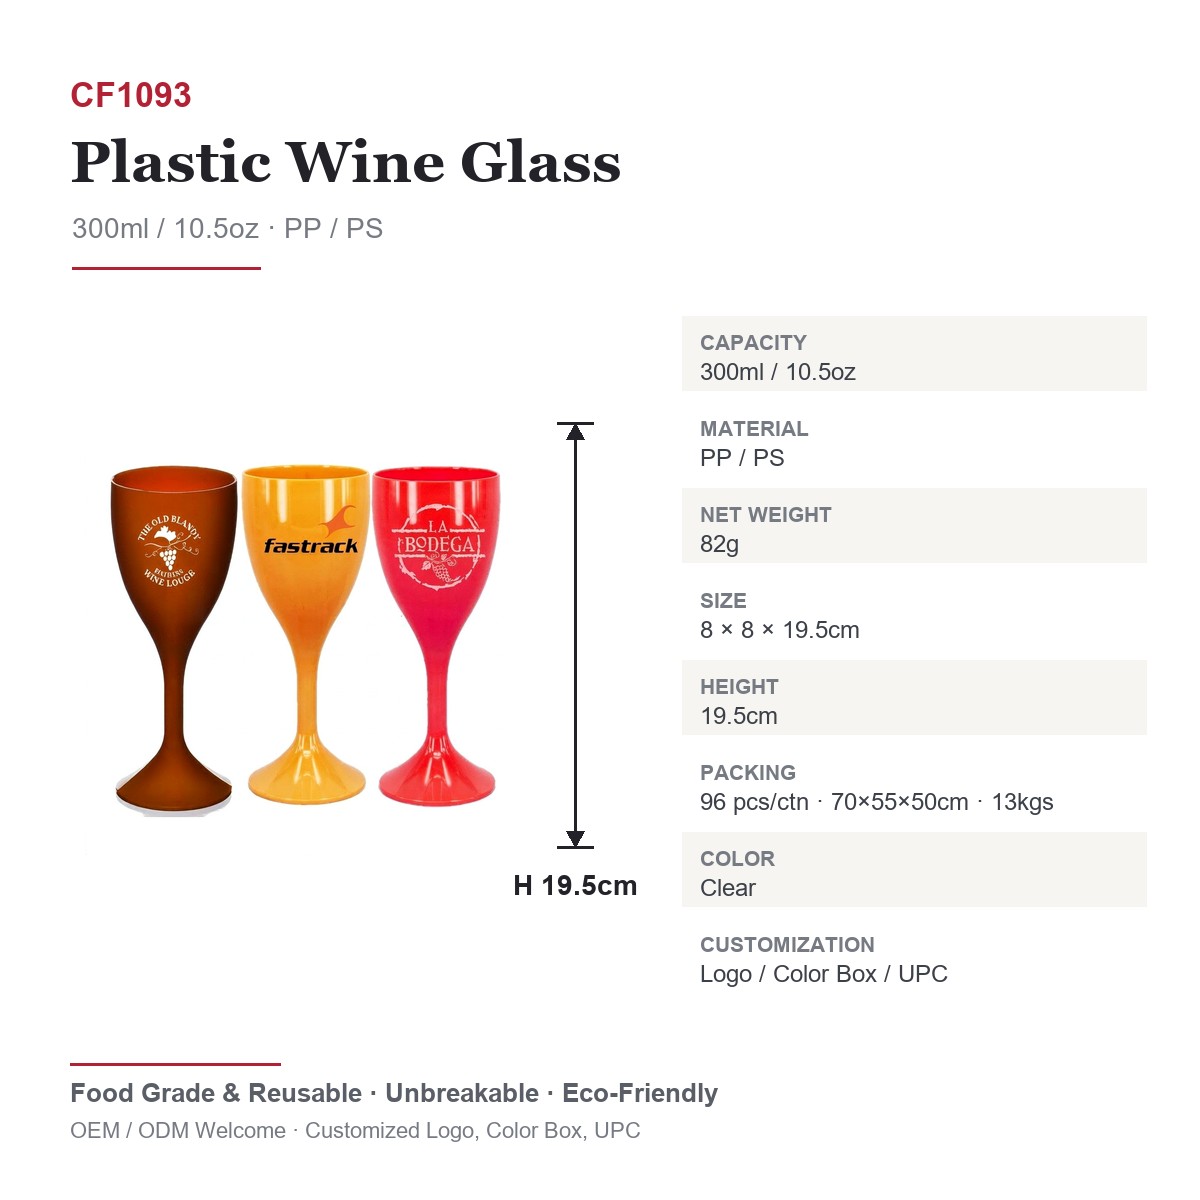 CF1093
Plastic Wine Glass
300ml / 10.5oz · PP / PS
THE OLD BLANDY
WINE LOUGE
fastrack
LA
BODEGA
H 19.5cm
CAPACITY
300ml / 10.5oz
MATERIAL
PP / PS
NET WEIGHT
82g
SIZE
8 × 8 × 19.5cm
HEIGHT
19.5cm
PACKING
96 pcs/ctn · 70×55×50cm · 13kgs
COLOR
Clear
CUSTOMIZATION
Logo / Color Box / UPC
Food Grade & Reusable · Unbreakable · Eco-Friendly
OEM / ODM Welcome · Customized Logo, Color Box, UPC